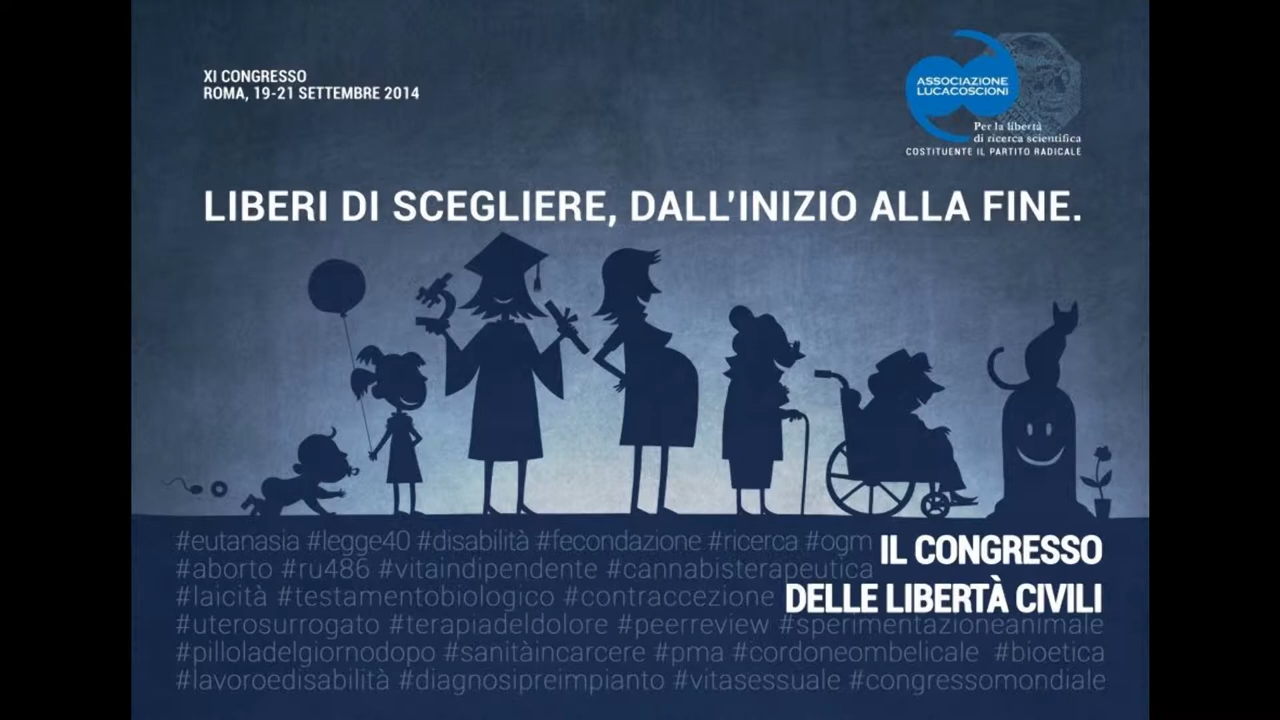 XI CONGRESSO
ROMA, 19-21 SETTEMBRE 2014
ASSOCIAZIONE
LUCACOSCIONI
Per la libertà
di ricerca scientifica
COSTITUENTE IL PARTITO RADICALE
LIBERI DI SCEGLIERE, DALL'INIZIO ALLA FINE.
#eutanasia #legge40 #disabilità #fecondazione #ricerca #ogm
#aborto #ru486 #vitaindipendente #cannabisterapeutica
#laicità #testamentobiologico #contraccezione
#uterosurrogato #terapiadeldolore #peerreview #sperimentazioneanimale
#pilloladelgiornodopo #sanitàincarcere #pma #cordoneombelicale #bioetica
#lavoroedisabilità #diagnosipreimpianto #vitasessuale #congressomondiale
IL CONGRESSO
DELLE LIBERTÀ CIVILI